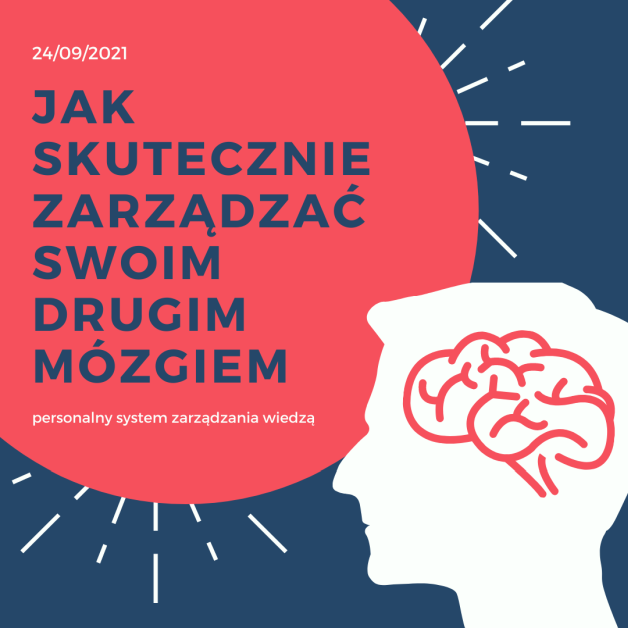 24/09/2021
JAK
SKUTECZNIE
ZARZĄDZAĆ
SWOIM
DRUGIM
MÓZGIEM
personalny system zarządzania wiedzą